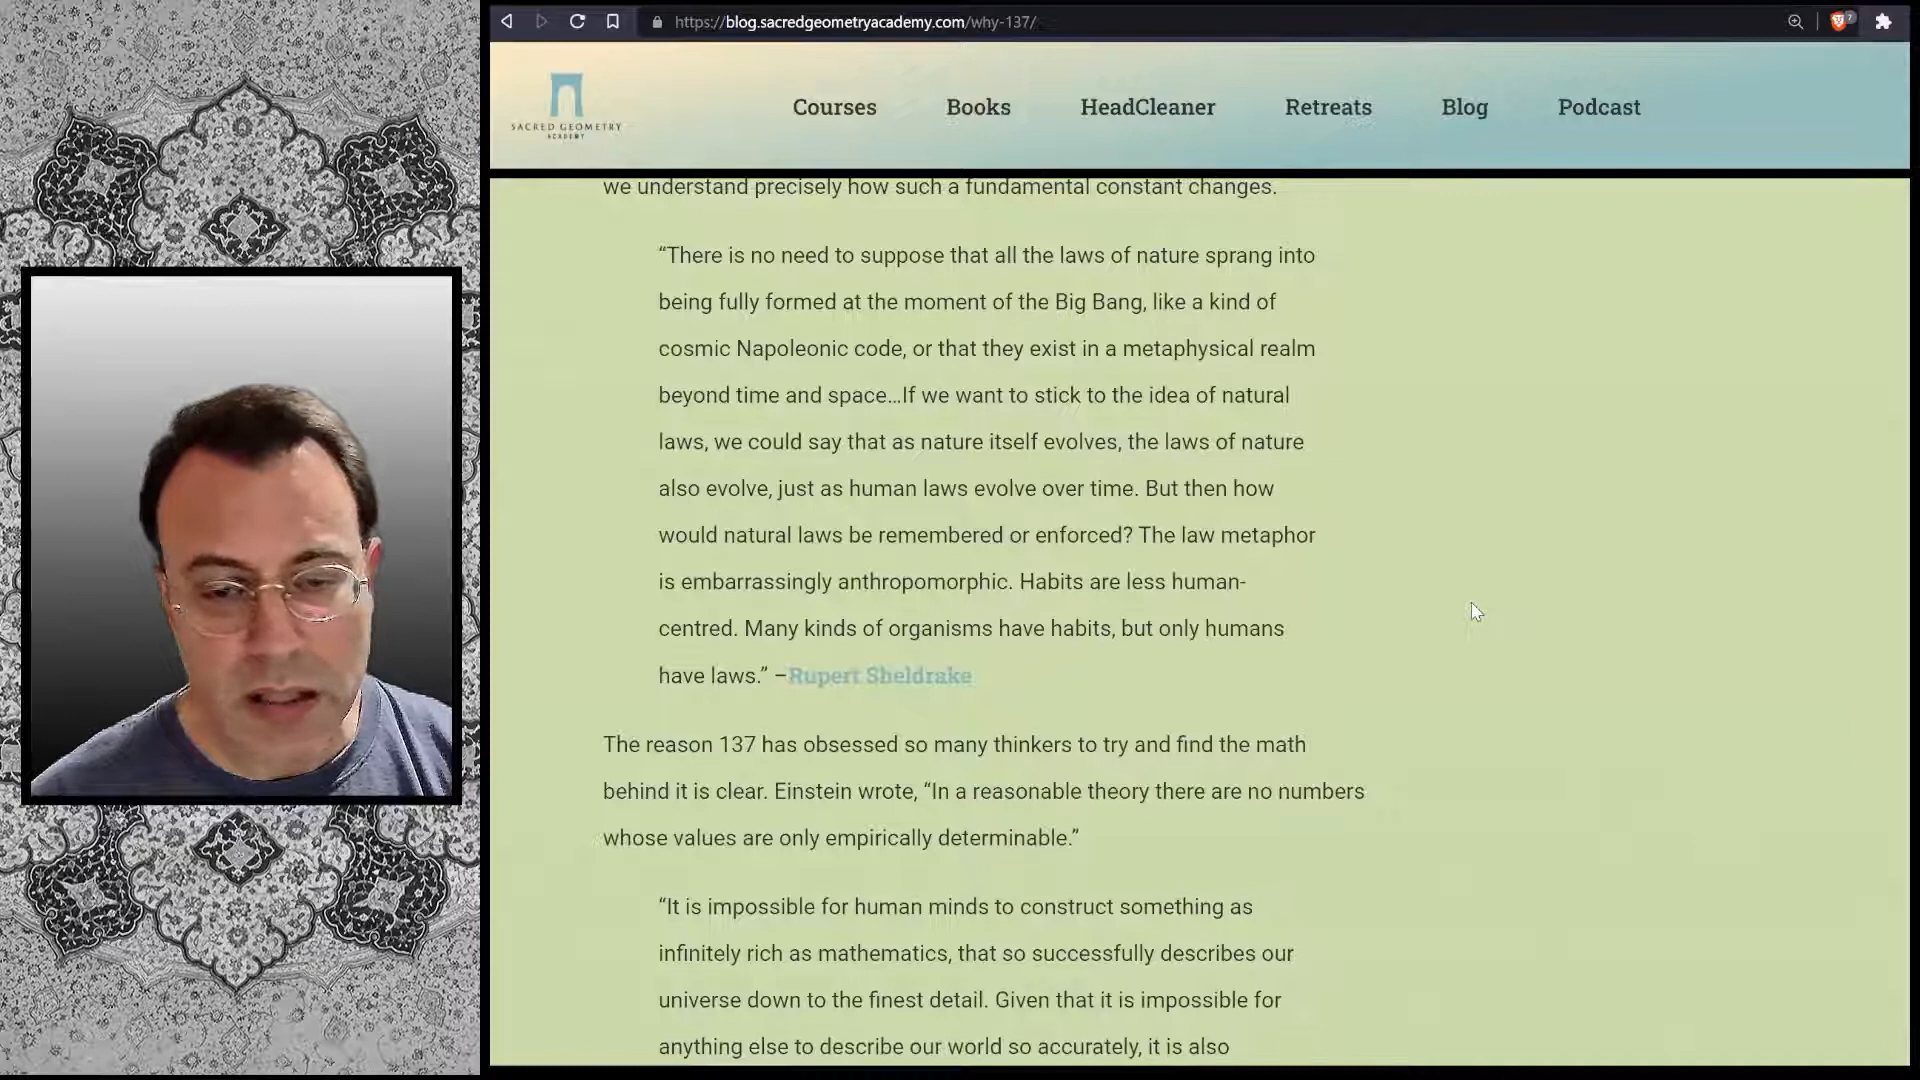 https://blog.sacredgeometryacademy.com/why-137/
7
SACRED GEOMETRY
ACADEMY
Courses
Books
HeadCleaner
Retreats
Blog
Podcast
we understand precisely how such a fundamental constant changes.
“There is no need to suppose that all the laws of nature sprang into
being fully formed at the moment of the Big Bang, like a kind of
cosmic Napoleonic code, or that they exist in a metaphysical realm
beyond time and space…If we want to stick to the idea of natural
laws, we could say that as nature itself evolves, the laws of nature
also evolve, just as human laws evolve over time. But then how
would natural laws be remembered or enforced? The law metaphor
is embarrassingly anthropomorphic. Habits are less human-
centred. Many kinds of organisms have habits, but only humans
have laws.” –Rupert Sheldrake
The reason 137 has obsessed so many thinkers to try and find the math
behind it is clear. Einstein wrote, “In a reasonable theory there are no numbers
whose values are only empirically determinable.”
“It is impossible for human minds to construct something as
infinitely rich as mathematics, that so successfully describes our
universe down to the finest detail. Given that it is impossible for
anything else to describe our world so accurately, it is also